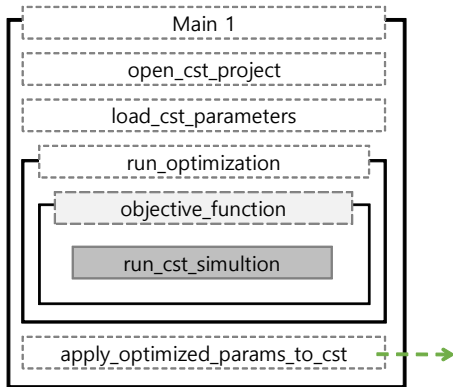 Main 1
open_cst_project
load_cst_parameters
run_optimization
objective_function
run_cst_simultion
apply_optimized_params_to_cst